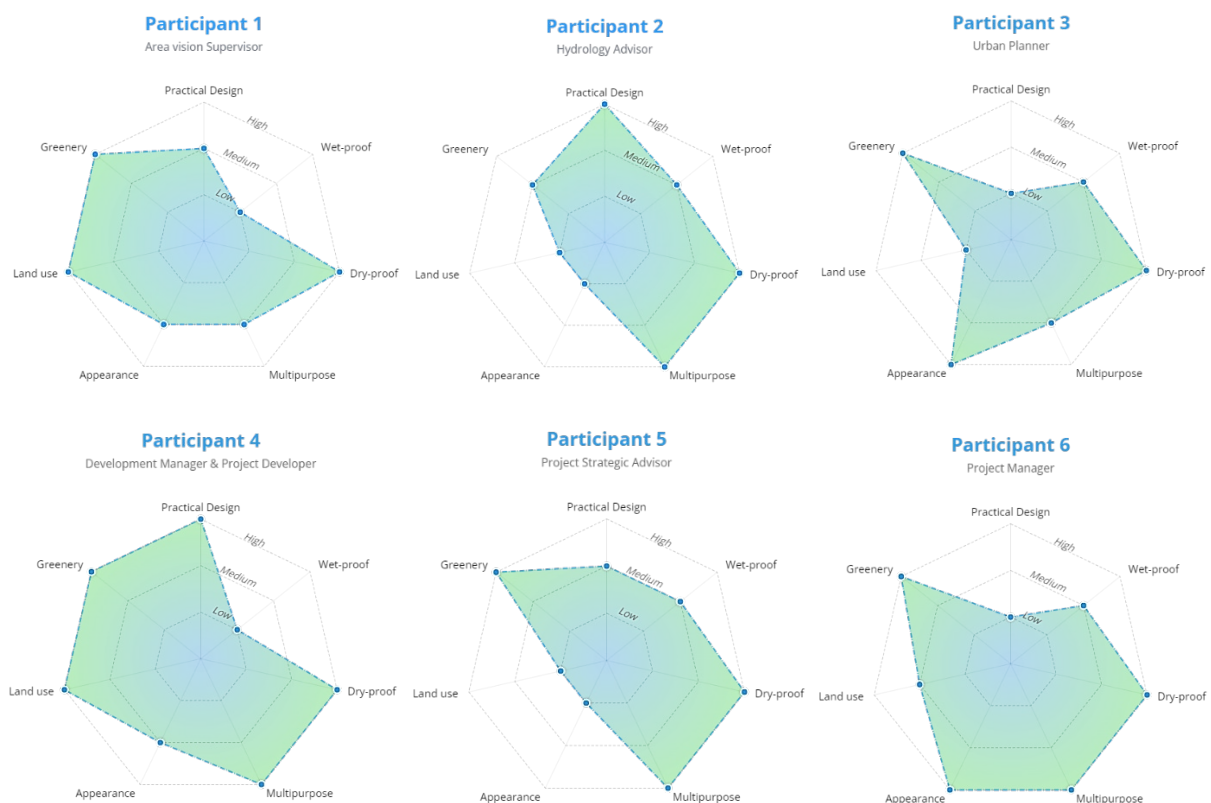 Participant 1
Area vision Supervisor
Practical Design
High
Greenery
Wet-proof
Medium
Low
Land use
Dry-proof
Appearance
Multipurpose
Participant 2
Hydrology Advisor
Practical Design
High
Greenery
Medium
Wet-proof
Low
Land use
Dry-proof
Appearance
Multipurpose
Participant 3
Urban Planner
Practical Design
High
Greenery
Wet-proof
Medium
Low
Land use
Dry-proof
Appearance
Multipurpose
Participant 4
Development Manager & Project Developer
Practical Design
High
Greenery
Wet-proof
Medium
Low
Land use
Dry-proof
Appearance
Multipurpose
Participant 5
Project Strategic Advisor
Practical Design
High
Greenery
Wet-proof
Medium
Low
Land use
Dry-proof
Appearance
Multipurpose
Participant 6
Project Manager
Practical Design
High
Greenery
Wet-proof
Medium
Low
Land use
Dry-proof
Appearance
Multipurpose